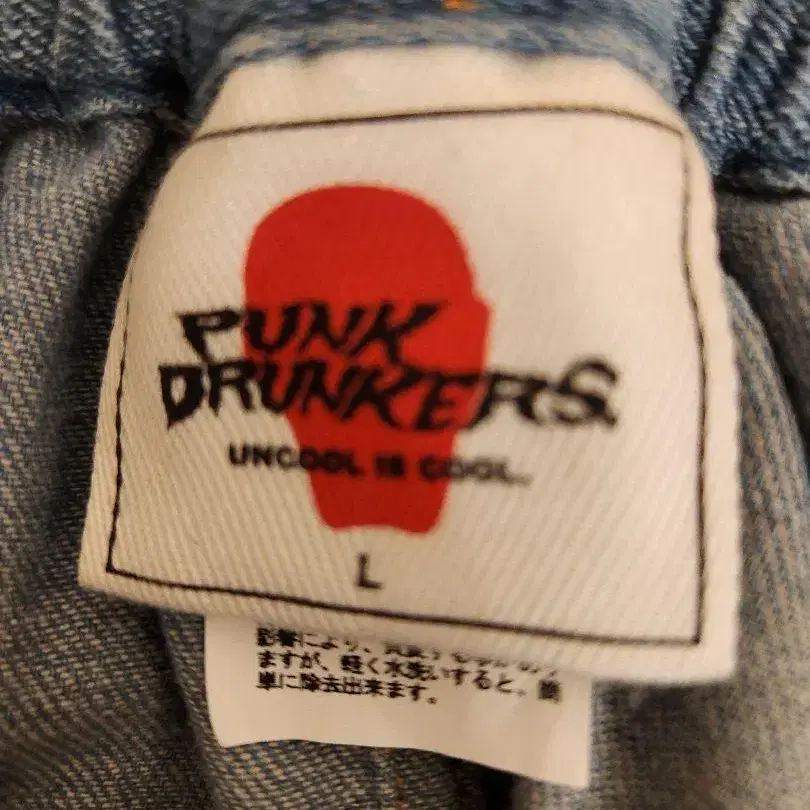 PUNK
DRUNKERS.
UNCOOL IS COOL.
L
影響により、
ますが、軽く水洗いすると、簡
単に除去出来ます。